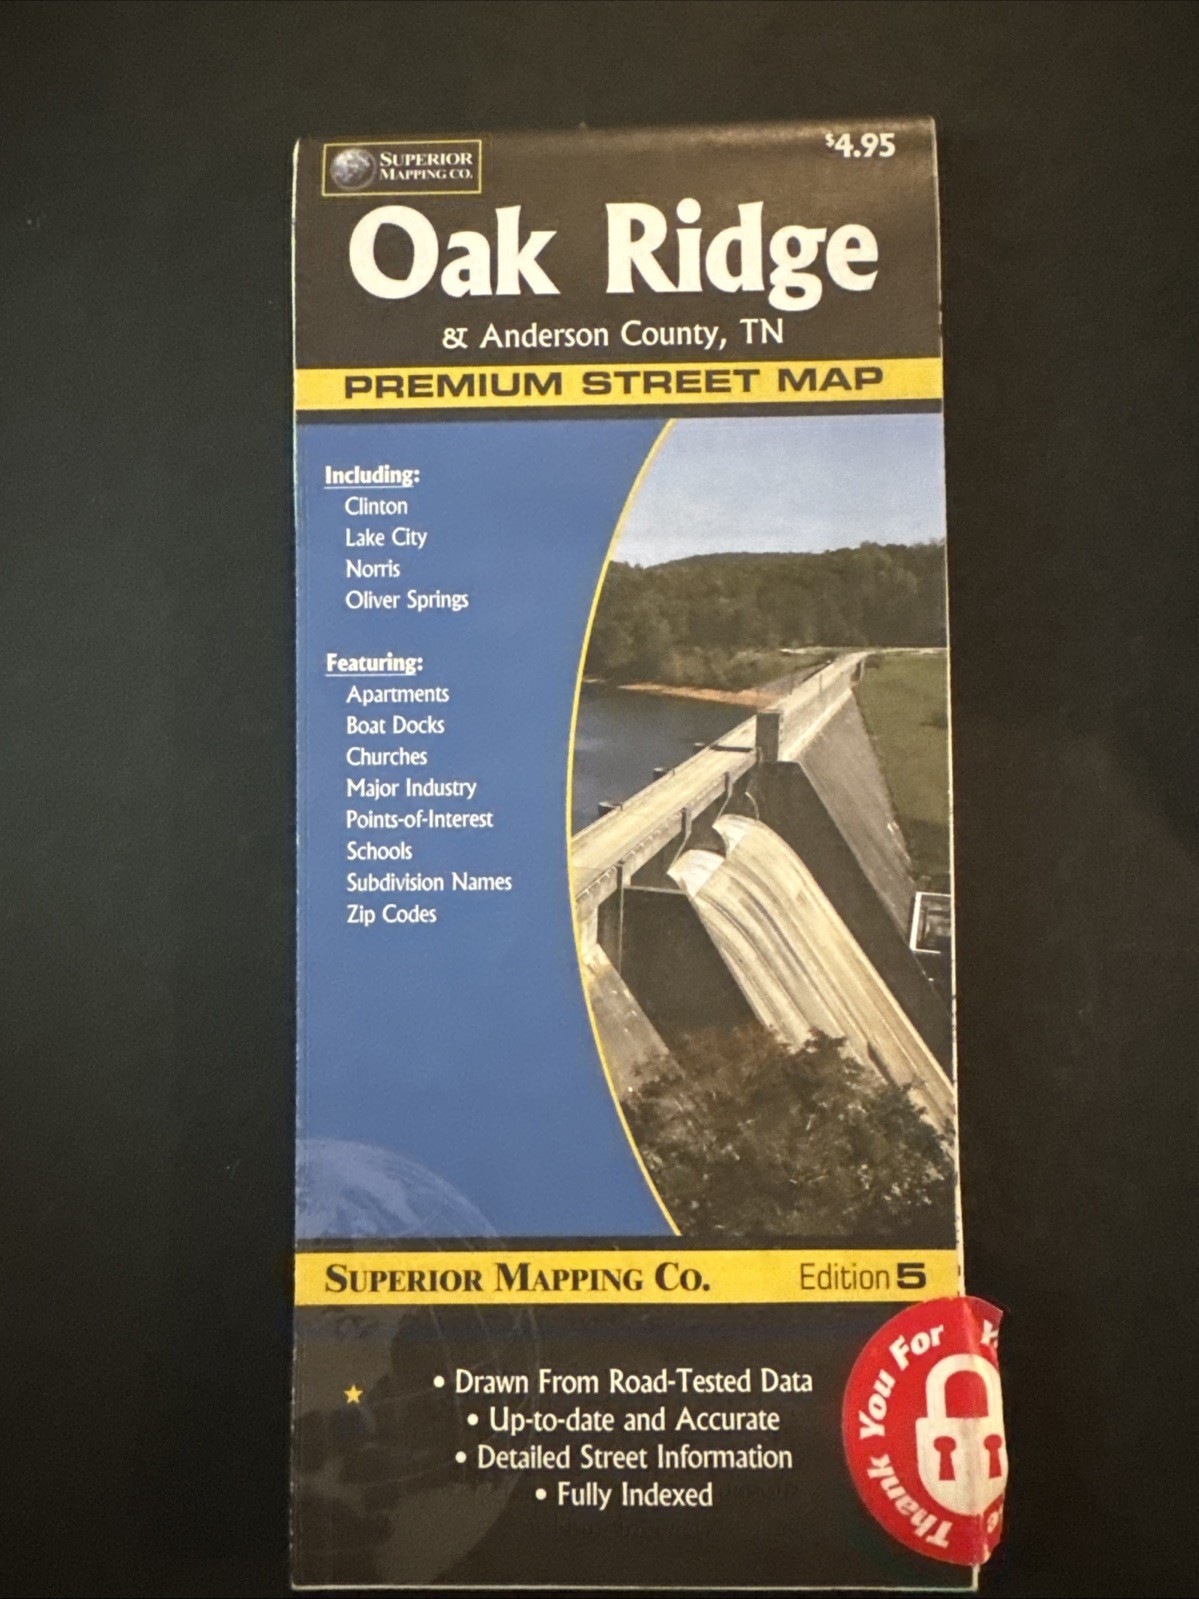 SUPERIOR
MAPPING CO.
$4.95
Oak Ridge
& Anderson County, TN
PREMIUM STREET MAP
Including:
Clinton
Lake City
Norris
Oliver Springs
Featuring:
Apartments
Boat Docks
Churches
Major Industry
Points-of-Interest
Schools
Subdivision Names
Zip Codes
SUPERIOR MAPPING CO.
Edition 5
• Drawn From Road-Tested Data
• Up-to-date and Accurate
• Detailed Street Information
• Fully Indexed
Thank You For